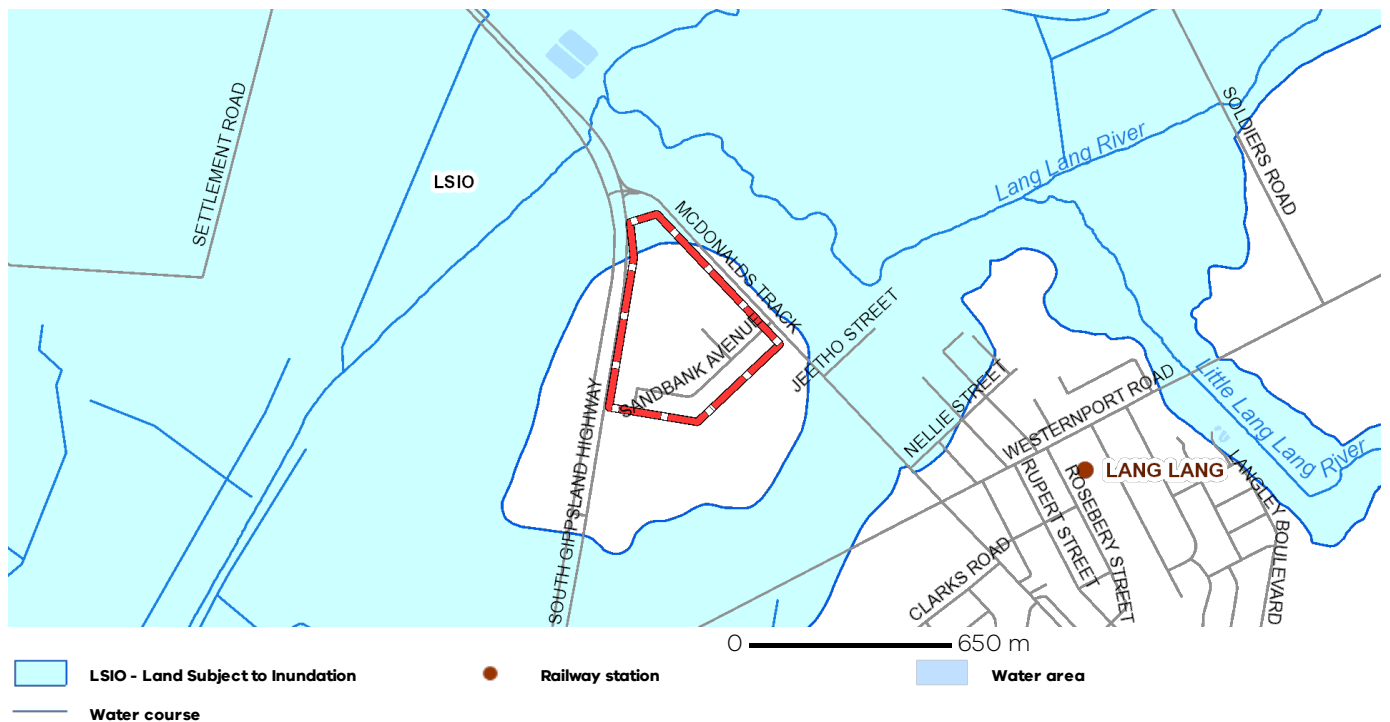 SETTLEMENT ROAD
LSIO
SOLDIERS ROAD
Lang Lang River
MCDONALDS TRACK
JEETHO STREET
SANDBANK AVENUE
SOUTH GIPPSLAND HIGHWAY
NELLIE STREET
WESTERNPORT ROAD
Little Lang Lang River
LANG LANG
RUPERT STREET
ROSEBERY STREET
LANGLEY BOULEVARD
CLARKS ROAD
0 650 m
LSIO - Land Subject to Inundation
Railway station
Water area
Water course